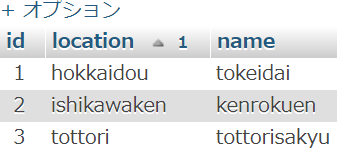 + オプション
id location 1 name
1 hokkaidou tokeidai
2 ishikawaken kenrokuen
3 tottori tottorisakyu